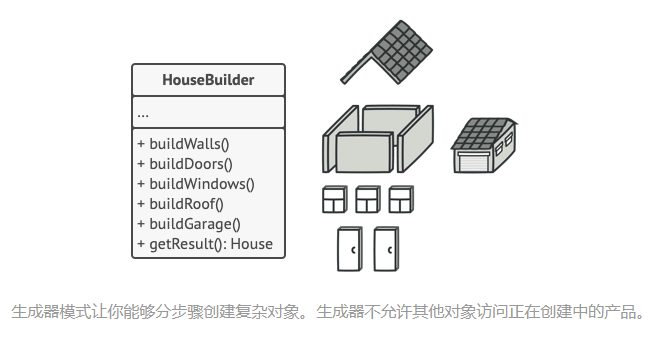 HouseBuilder
...
+ buildWalls()
+ buildDoors()
+ buildWindows()
+ buildRoof()
+ buildGarage()
+ getResult(): House
生成器模式让你能够分步骤创建复杂对象。生成器不允许其他对象访问正在创建中的产品。